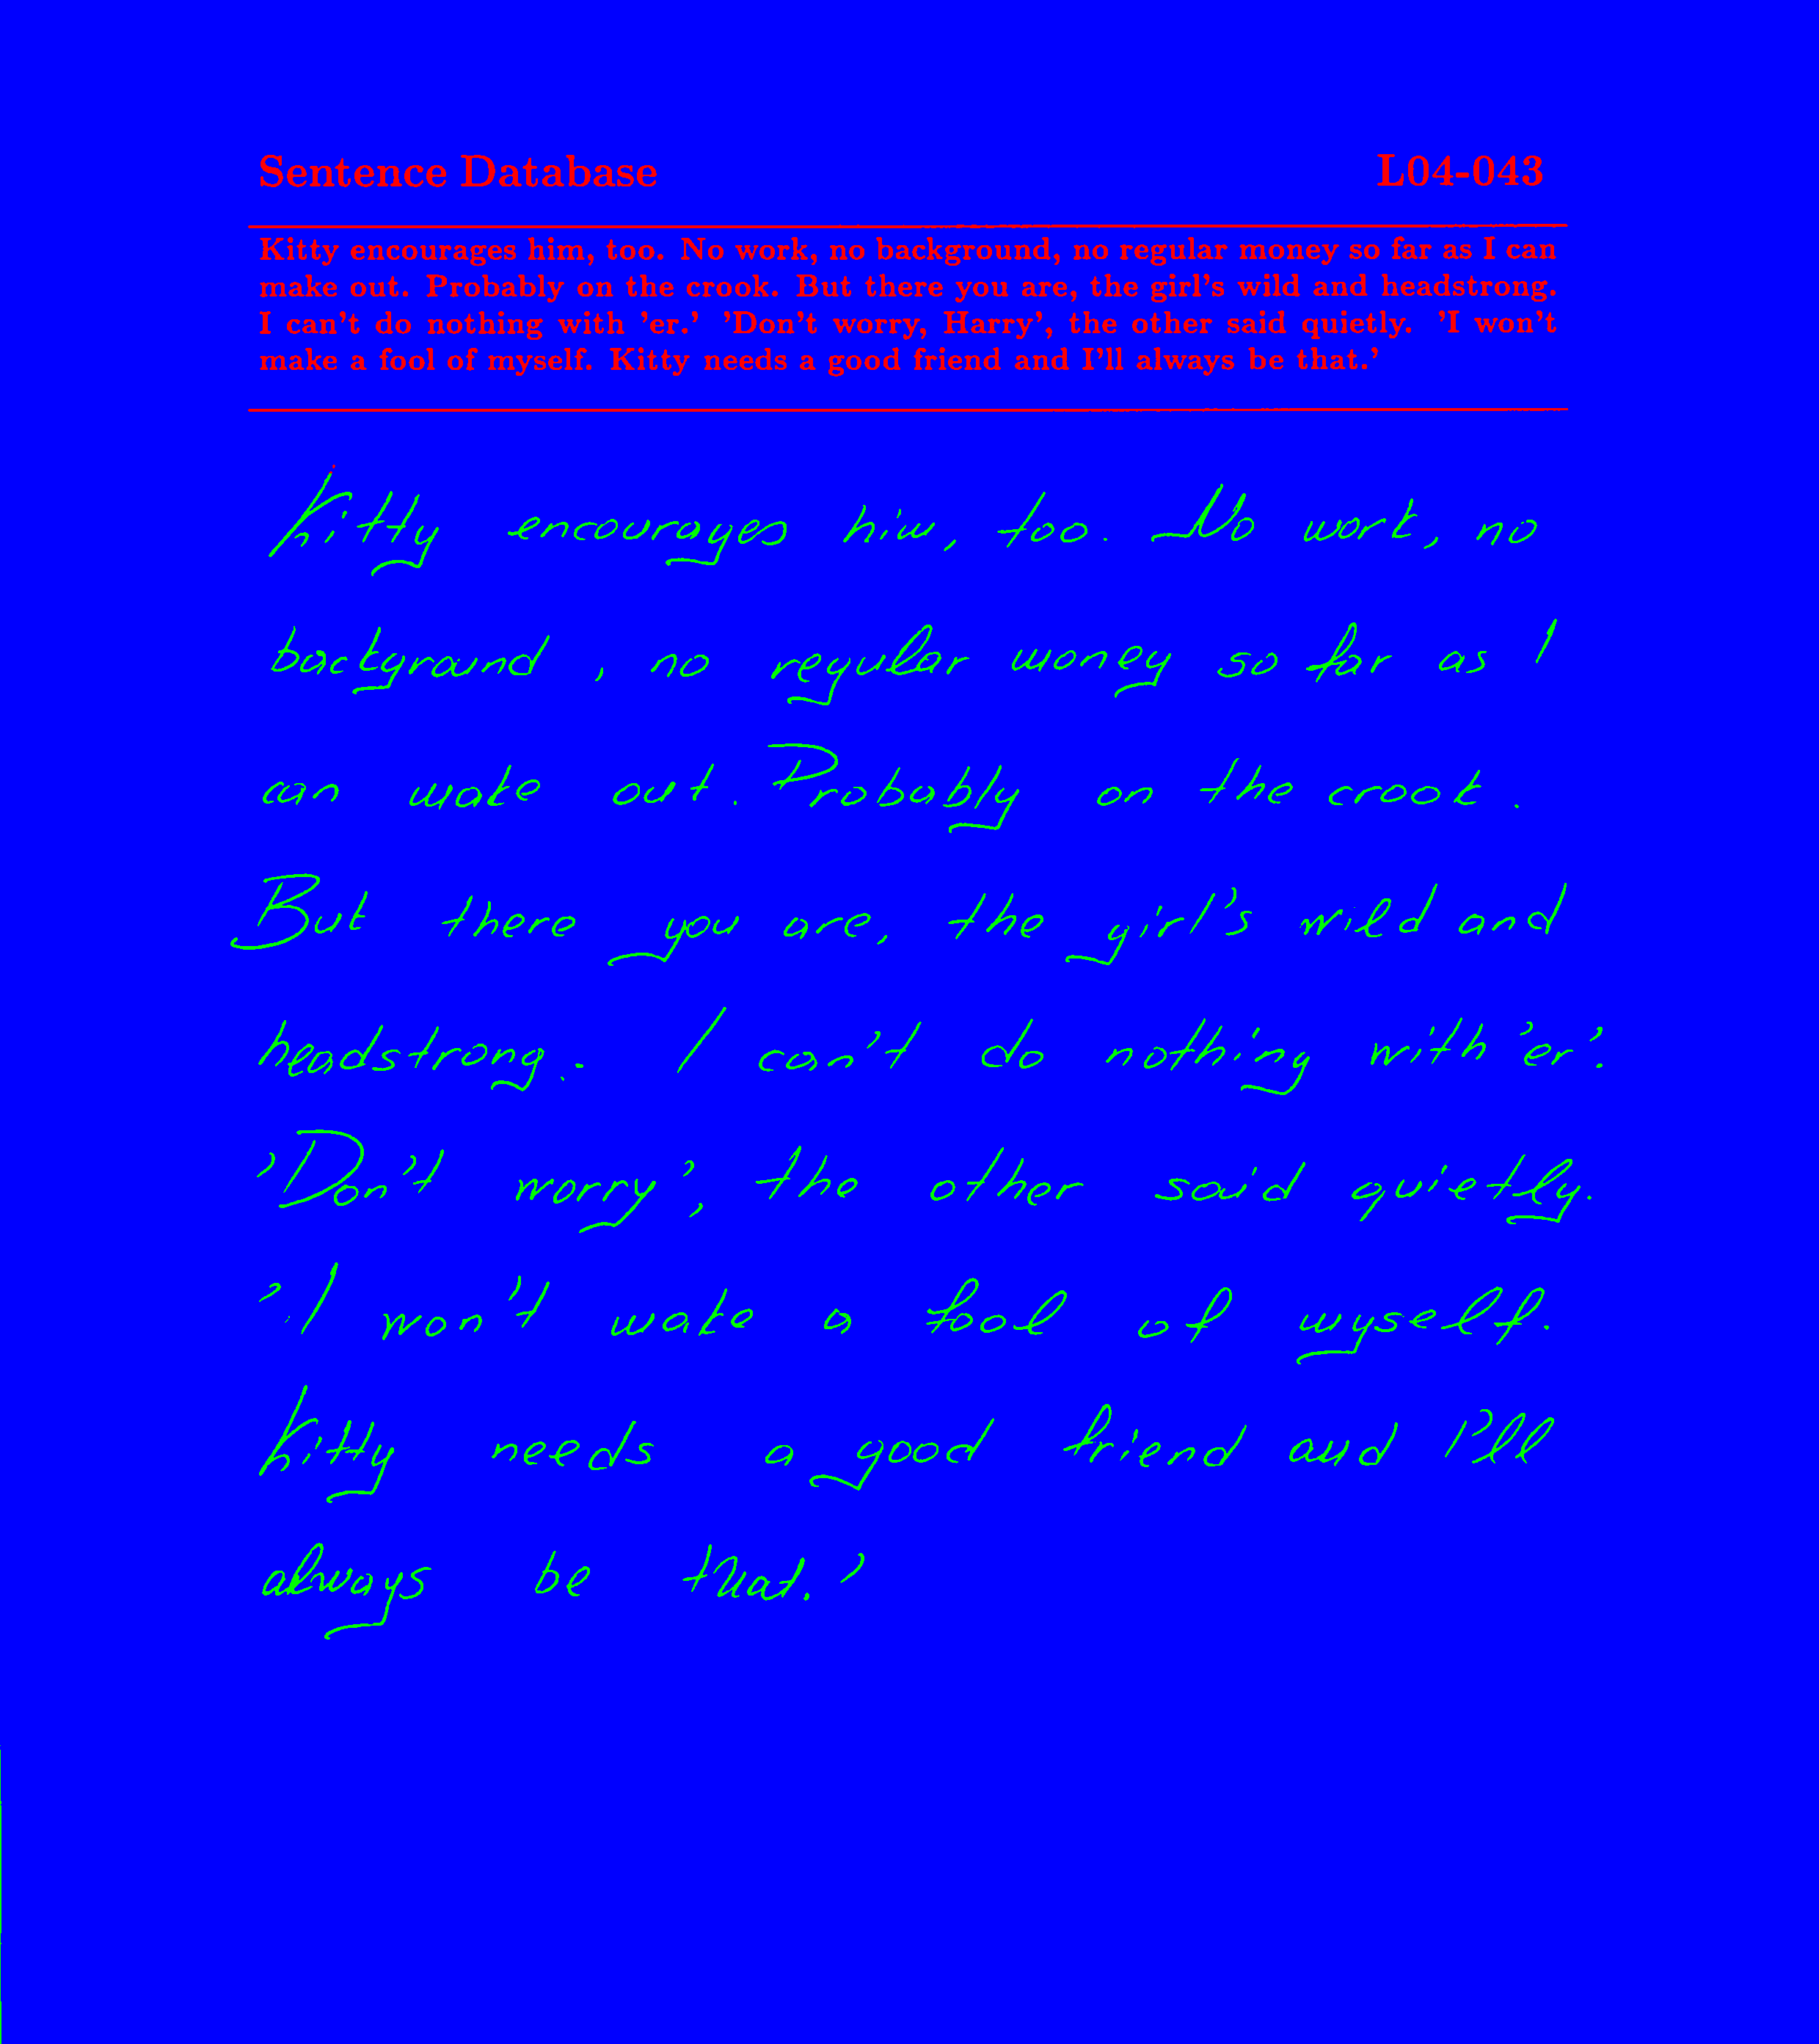 Sentence Database L04-043
Kitty encourages him, too. No work, no background, no regular money so far as I can
make out. Probably on the crook. But there you are, the girl's wild and headstrong.
I can't do nothing with 'er.' 'Don't worry, Harry', the other said quietly. 'I won't
make a fool of myself. Kitty needs a good friend and I'll always be that.'
Kitty encourages him, too. No work, no
background, no regular money so far as I
can make out. Probably on the crook.
But there you are, the girl's wild and
headstrong.. I can't do nothing with 'er'.
'Don't worry', the other said quietly.
'I won't make a fool of myself.
Kitty needs a good friend and I'll
always be that.'